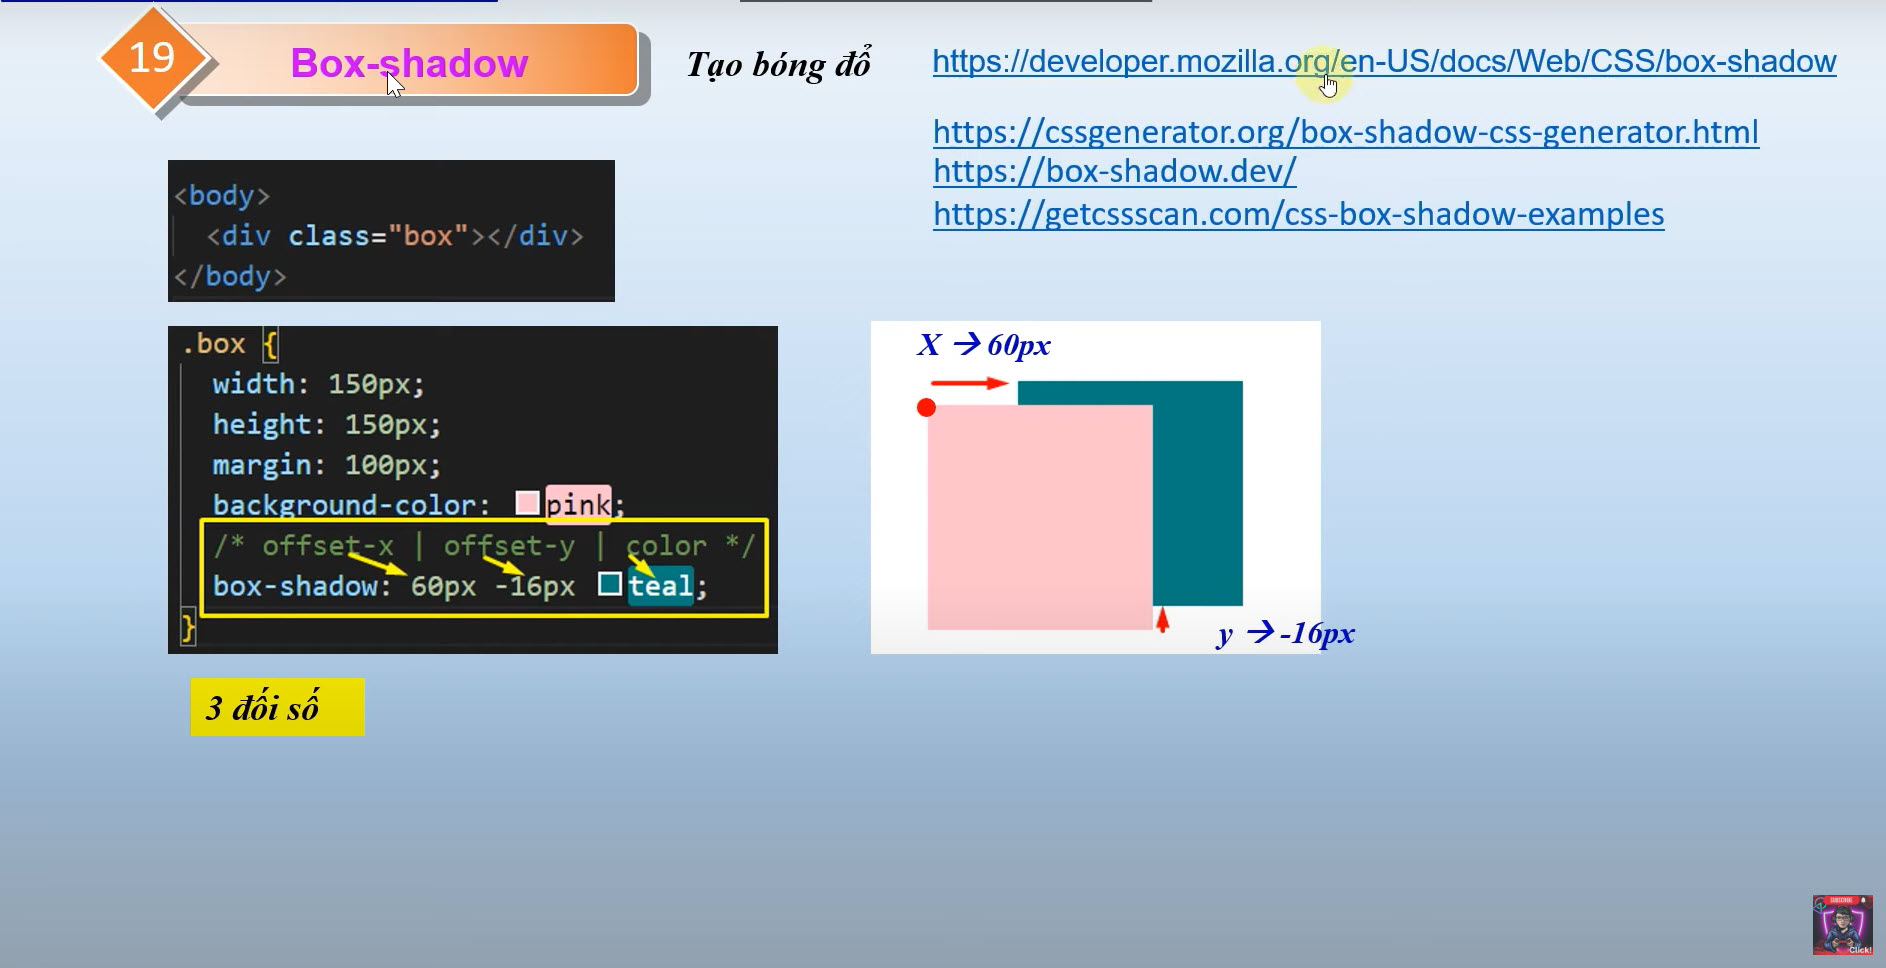 19
Box-shadow
Tạo bóng đổ
https://developer.mozilla.org/en-US/docs/Web/CSS/box-shadow
https://cssgenerator.org/box-shadow-css-generator.html
https://box-shadow.dev/
https://getcssscan.com/css-box-shadow-examples
<body>
<div class="box"></div>
</body>
.box {
width: 150px;
height: 150px;
margin: 100px;
background-color: pink;
/* offset-x | offset-y | color */
box-shadow: 60px -16px teal;
}
X → 60px
y → -16px
3 đối số
SUBSCRIBE
Click!